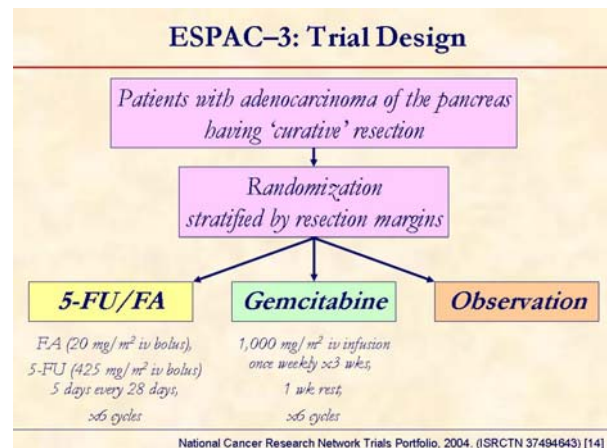 ESPAC–3: Trial Design
Patients with adenocarcinoma of the pancreas
having ‘curative’ resection
Randomization
stratified by resection margins
5-FU/FA
FA (20 mg/m² iv bolus),
5-FU (425 mg/m² iv bolus)
5 days every 28 days,
x6 cycles
Gemcitabine
1,000 mg/m² iv infusion
once weekly x3 wks,
1 wk rest,
x6 cycles
Observation
National Cancer Research Network Trials Portfolio, 2004. (ISRCTN 37494643) [14]